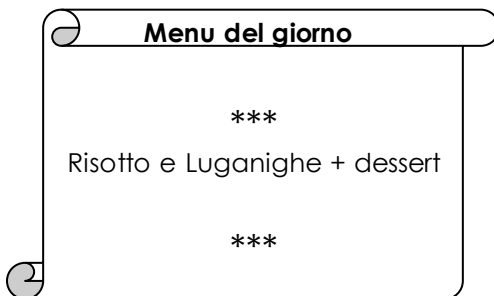 Menu del giorno
***
Risotto e Luganighe + dessert
***